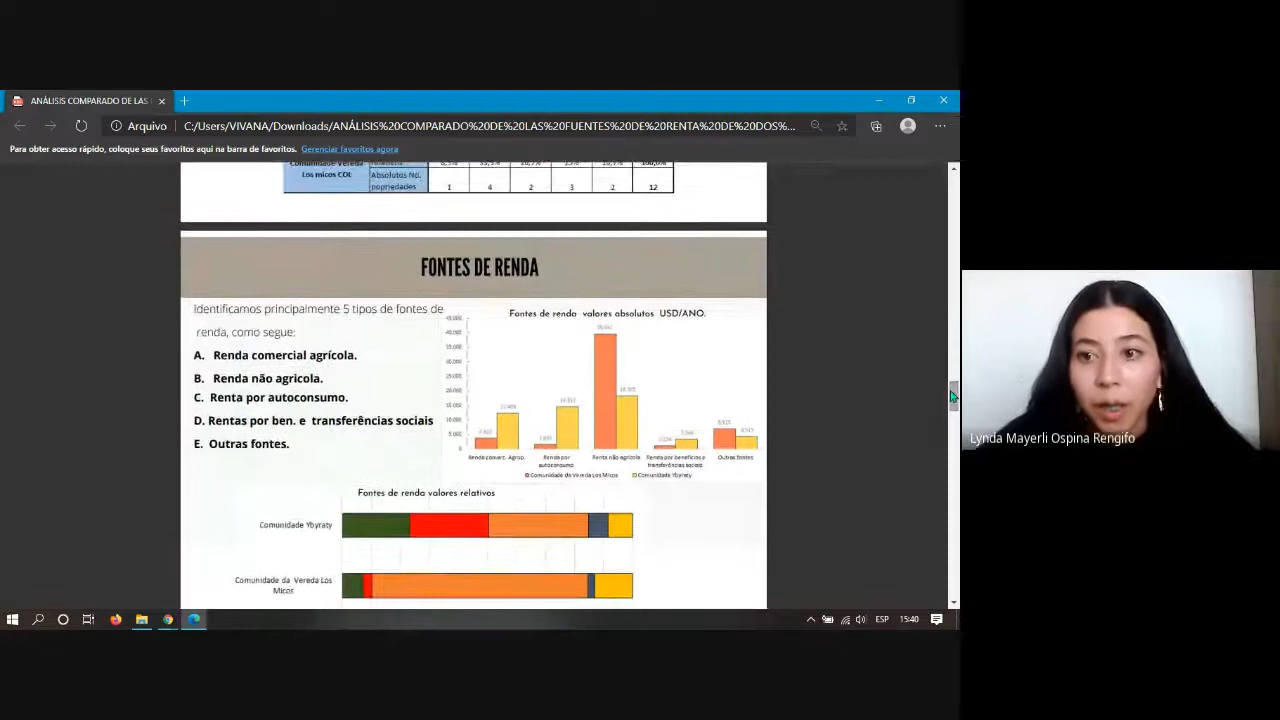 ANÁLISIS COMPARADO DE LAS
Arquivo
C:/Users/VIVANA/Downloads/ANÁLISIS%20COMPARADO%20DE%20LAS%20FUENTES%20DE%20RENTA%20DE%20DOS%...
Para obter acesso rápido, coloque seus favoritos aqui na barra de favoritos. Gerenciar favoritos agora
Los micos COL
Absolutos No. popriedades
1 4 2 3 2 12
FONTES DE RENDA
Identificamos principalmente 5 tipos de fontes de
renda, como segue:
A. Renda comercial agrícola.
B. Renda não agricola.
C. Renta por autoconsumo.
D. Rentas por ben. e transferências sociais
E. Outras fontes.
Fontes de renda valores absolutos USD/ANO.
Renda comerc. Agrop.
Renda por autoconsumo
Renta não agrícola
Renda por benefícios e transferências sociais
Outras fontes
Comunidade da Vereda Los Micos
Comunidade Ybyraty
Fontes de renda valores relativos
Comunidade Ybyraty
Comunidade da Vereda Los
Micos
Lynda Mayerli Ospina Rengifo
ESP
15:40